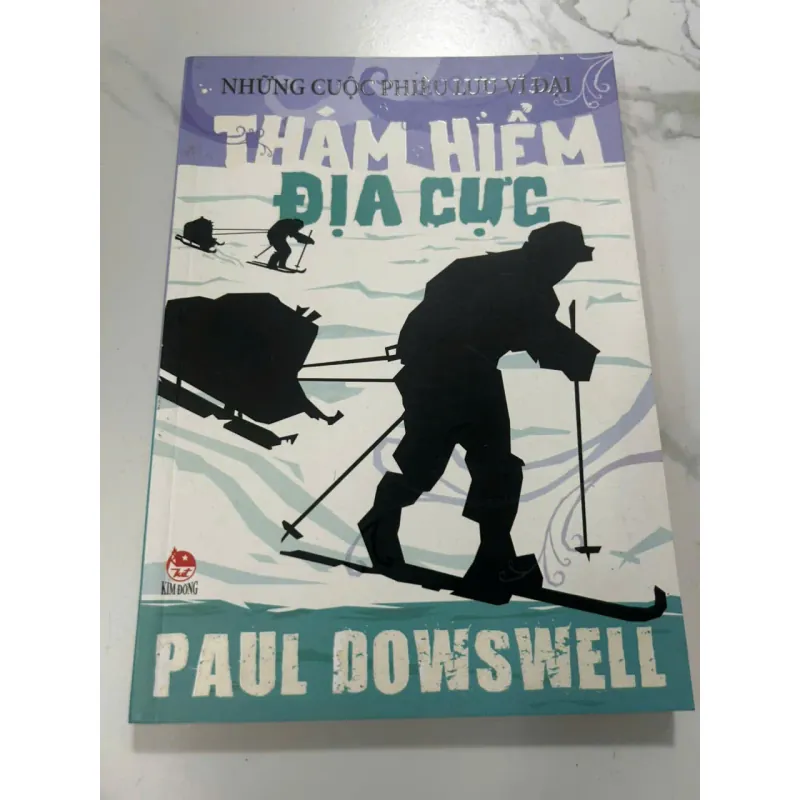 NHỮNG CUỘC PHIÊU LƯU VĨ ĐẠI
THÁM HIỂM
ĐỊA CỰC
KIM ĐỒNG
PAUL DOWSWELL